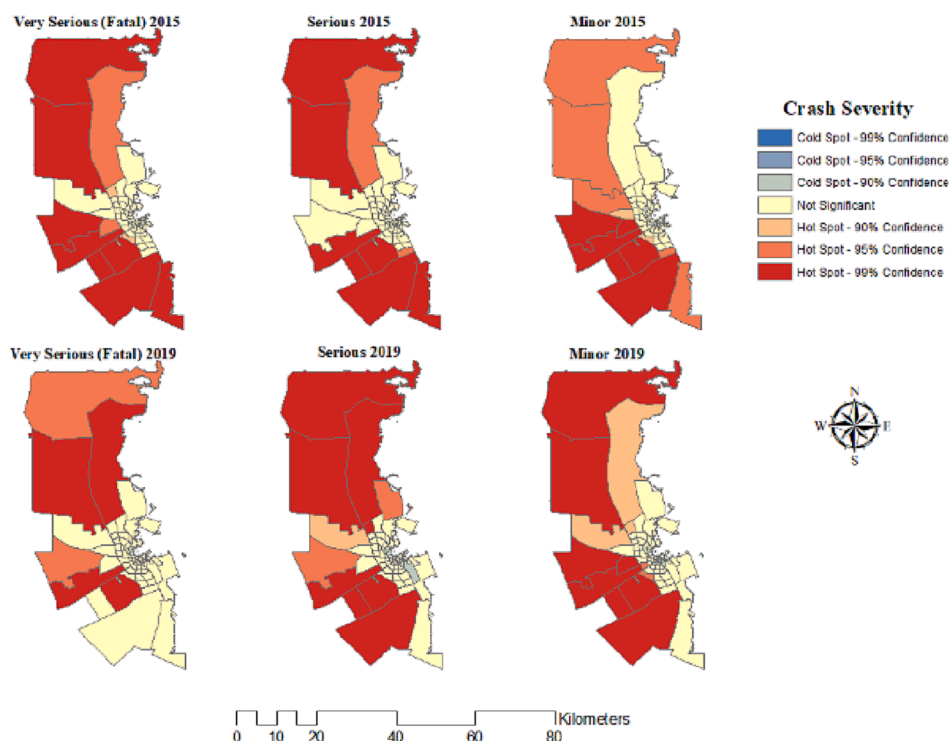 Very Serious (Fatal) 2015
Serious 2015
Minor 2015
Crash Severity
Cold Spot - 99% Confidence
Cold Spot - 95% Confidence
Cold Spot - 90% Confidence
Not Significant
Hot Spot - 90% Confidence
Hot Spot - 95% Confidence
Hot Spot - 99% Confidence
Very Serious (Fatal) 2019
Serious 2019
Minor 2019
N
W E
S
Kilometers
0 10 20 40 60 80